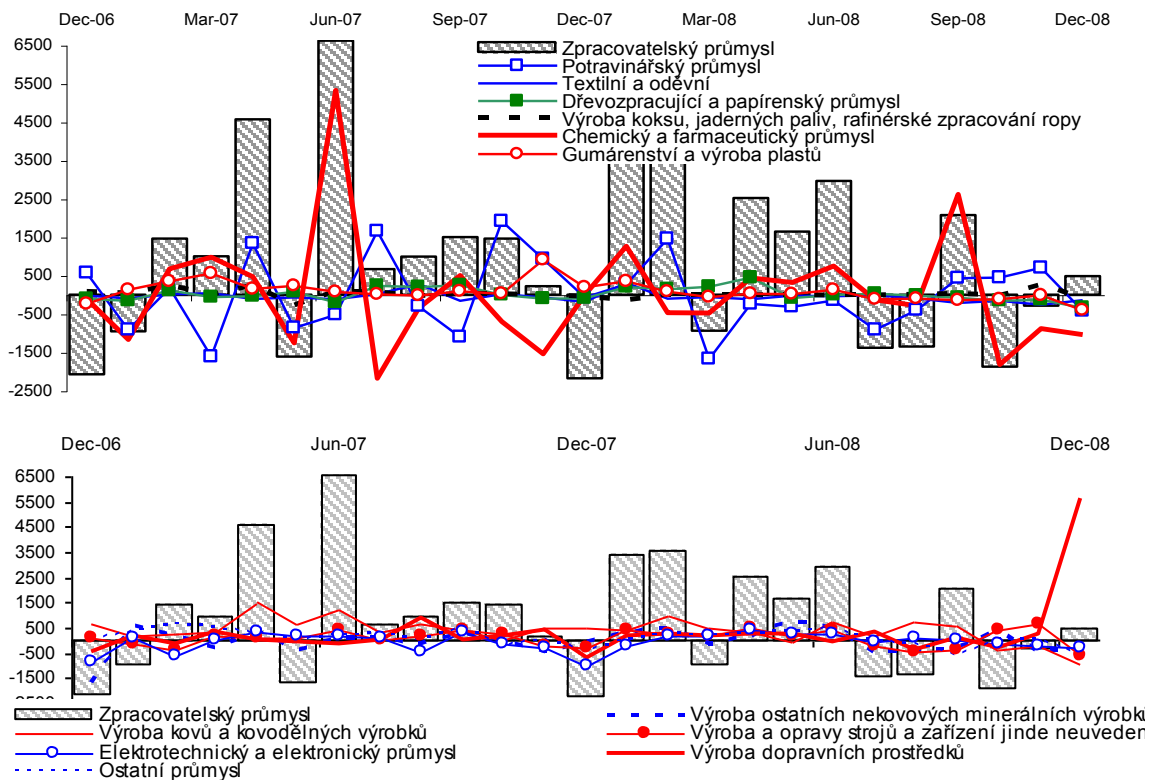 Dec-06 Mar-07 Jun-07 Sep-07 Dec-07 Mar-08 Jun-08 Sep-08 Dec-08
6500
5500
4500
3500
2500
1500
500
-500
-1500
-2500
Zpracovatelský průmysl
Potravinářský průmysl
Textilní a oděvní
Dřevozpracující a papírenský průmysl
Výroba koksu, jaderných paliv, rafinérské zpracování ropy
Chemický a farmaceutický průmysl
Gumárenství a výroba plastů
Dec-06 Jun-07 Dec-07 Jun-08 Dec-08
6500
5500
4500
3500
2500
1500
500
-500
-1500
Zpracovatelský průmysl
Výroba kovů a kovodělných výrobků
Elektrotechnický a elektronický průmysl
Ostatní průmysl
Výroba ostatních nekovových minerálních výrobků
Výroba a opravy strojů a zařízení jinde neuveden
Výroba dopravních prostředků